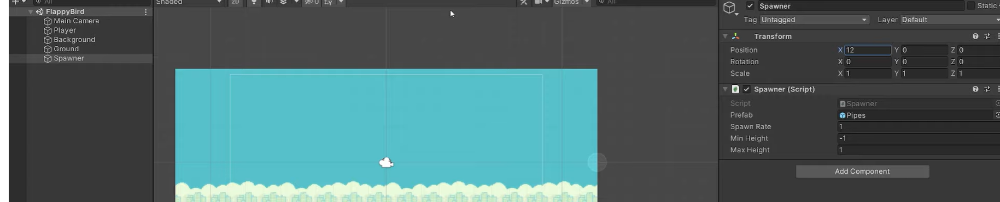 All
FlappyBird
Main Camera
Player
Background
Ground
Spawner
Shaded
2D
0
Gizmos
All
Spawner
Static
Tag Untagged
Layer Default
Transform
Position X 12 Y 0 Z 0
Rotation X 0 Y 0 Z 0
Scale X 1 Y 1 Z 1
# Spawner (Script)
Script Spawner
Prefab Pipes
Spawn Rate 1
Min Height -1
Max Height 1
Add Component